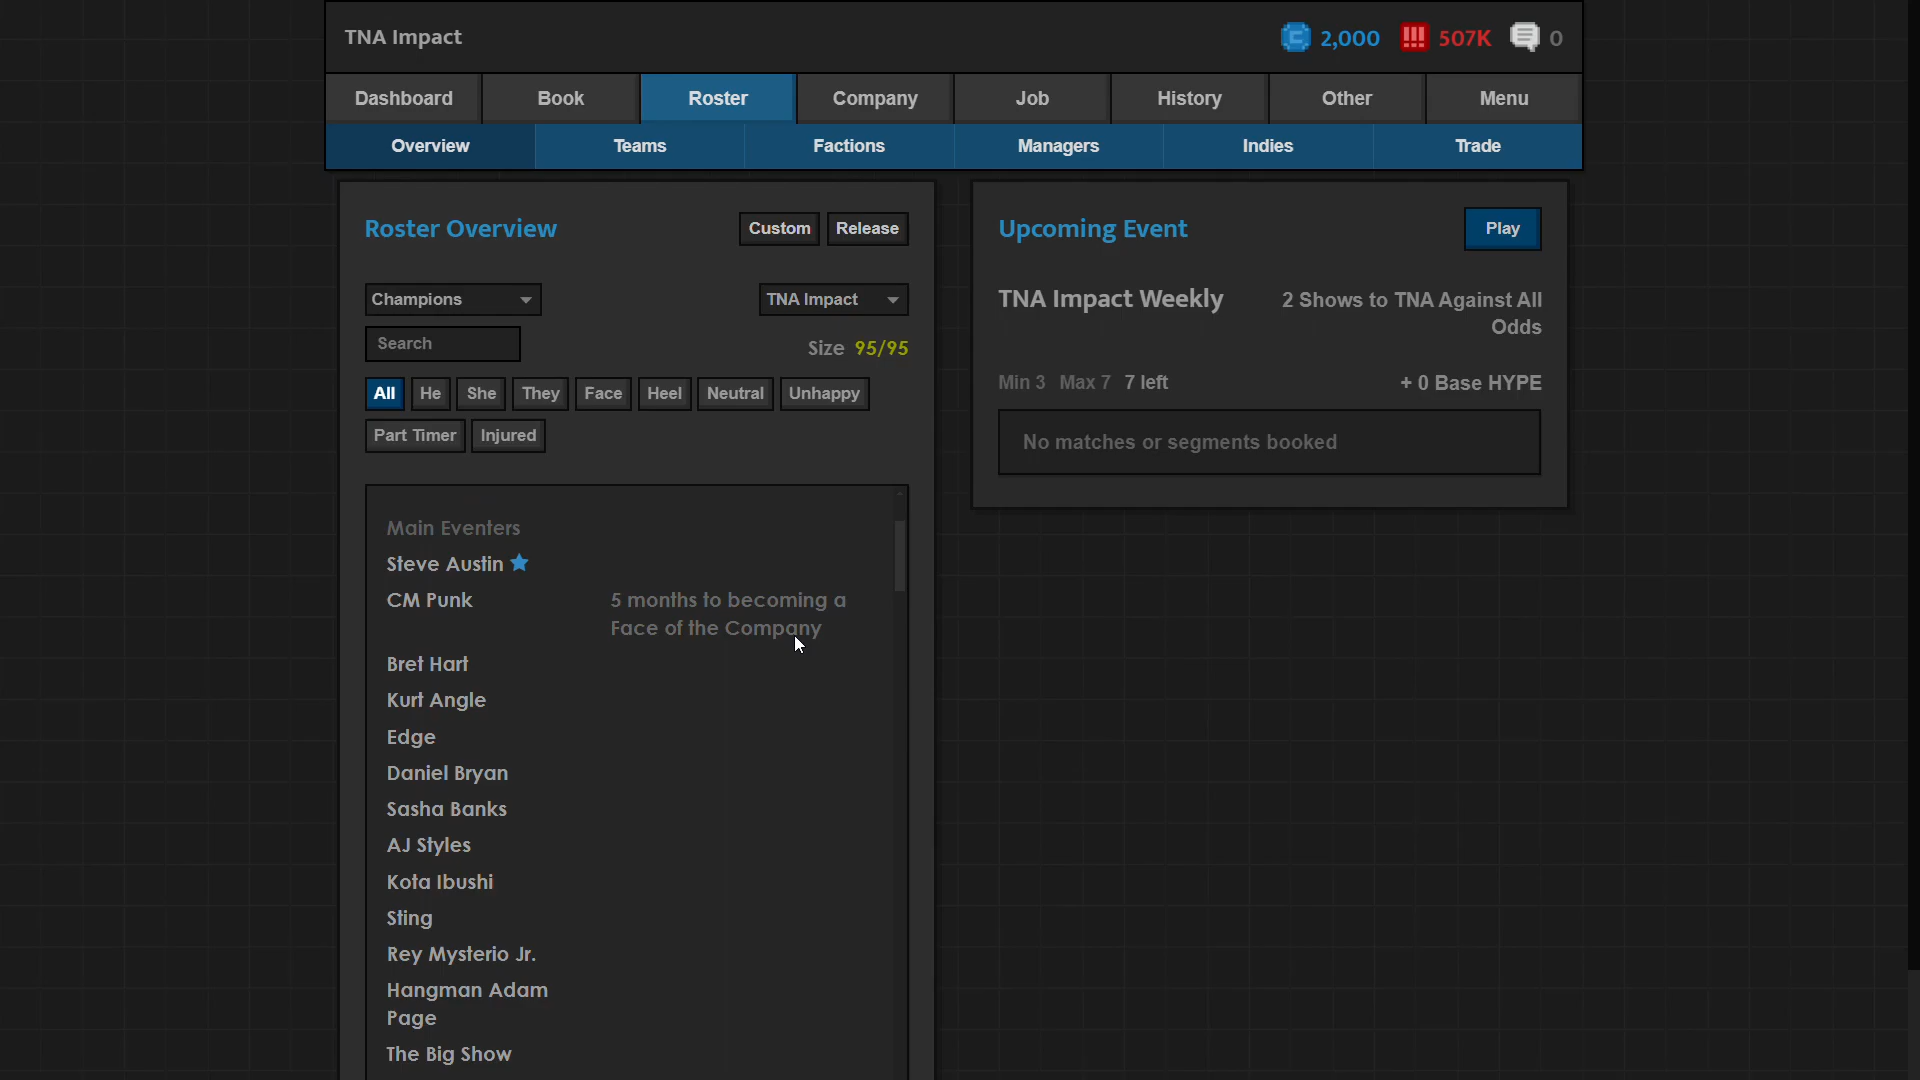 TNA Impact
2,000
507K
0
Dashboard
Book
Roster
Company
Job
History
Other
Menu
Overview
Teams
Factions
Managers
Indies
Trade
Roster Overview
Custom
Release
Champions
TNA Impact
Search
Size 95/95
All
He
She
They
Face
Heel
Neutral
Unhappy
Part Timer
Injured
Main Eventers
Steve Austin
CM Punk
5 months to becoming a
Face of the Company
Bret Hart
Kurt Angle
Edge
Daniel Bryan
Sasha Banks
AJ Styles
Kota Ibushi
Sting
Rey Mysterio Jr.
Hangman Adam
Page
The Big Show
Upcoming Event
Play
TNA Impact Weekly
2 Shows to TNA Against All
Odds
Min 3 Max 7 7 left
+ 0 Base HYPE
No matches or segments booked